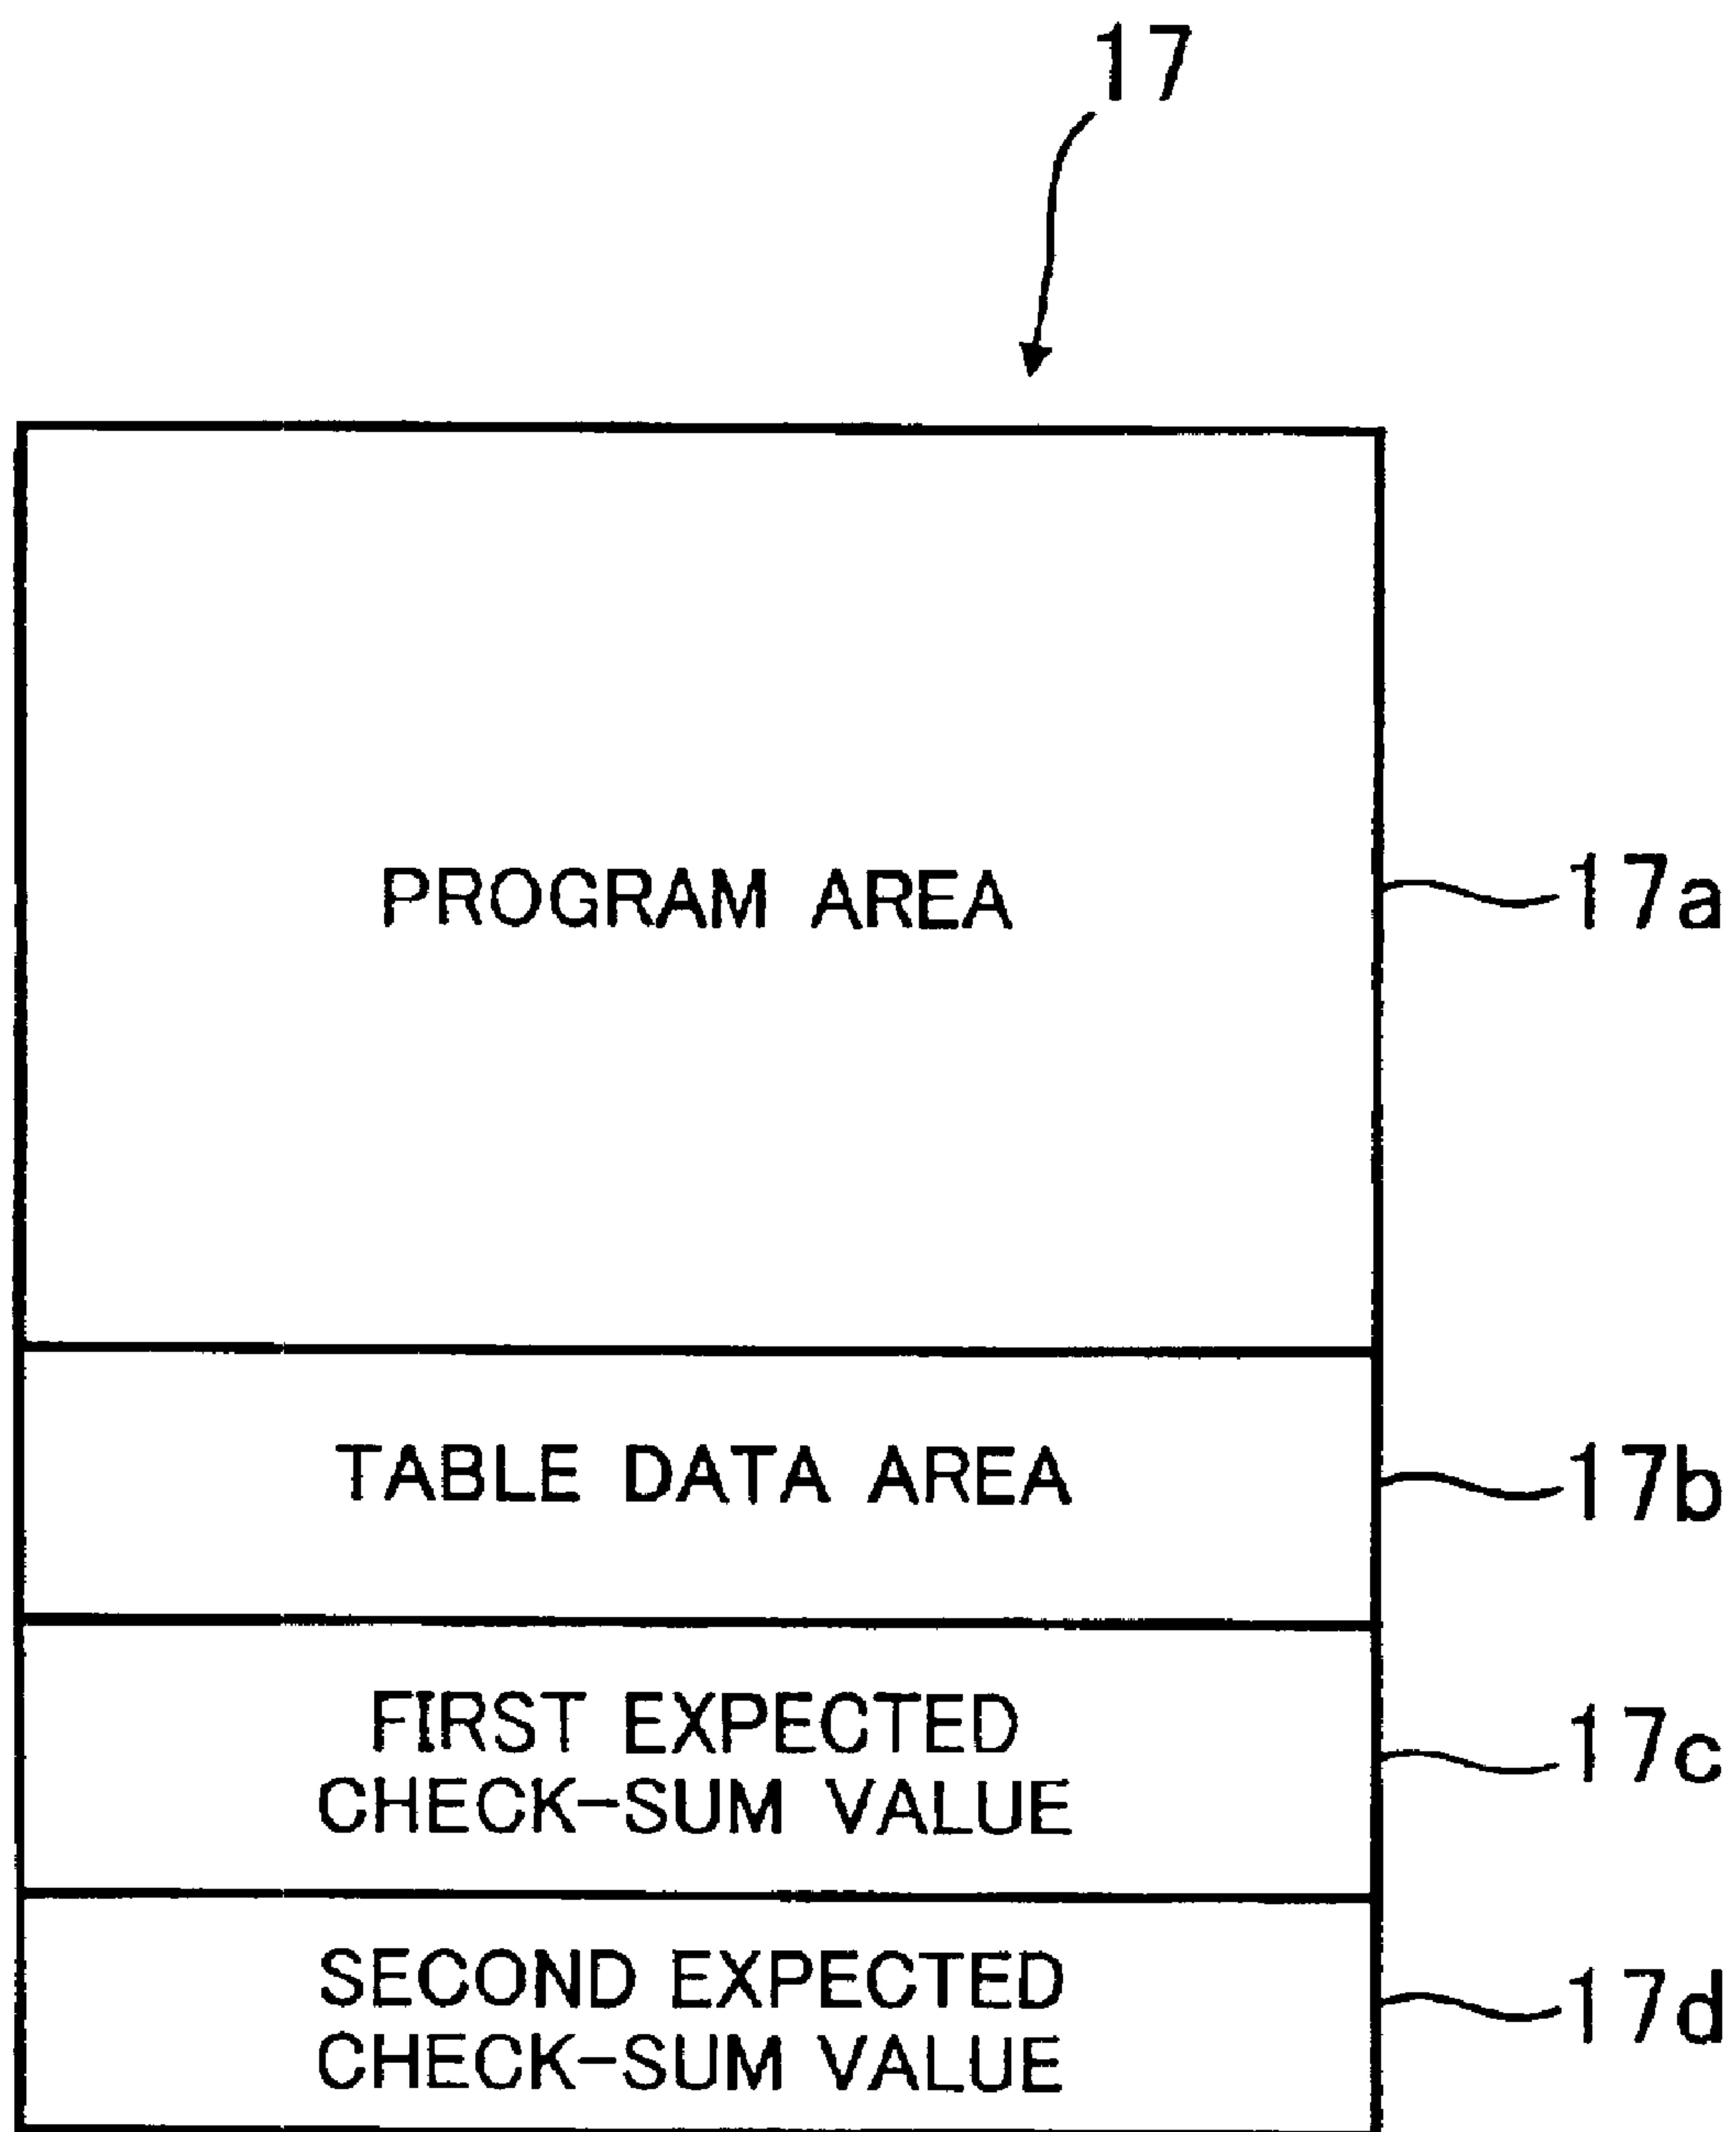 17
PROGRAM AREA
17a
TABLE DATA AREA
17b
FIRST EXPECTED
CHECK-SUM VALUE
17c
SECOND EXPECTED
CHECK-SUM VALUE
17d